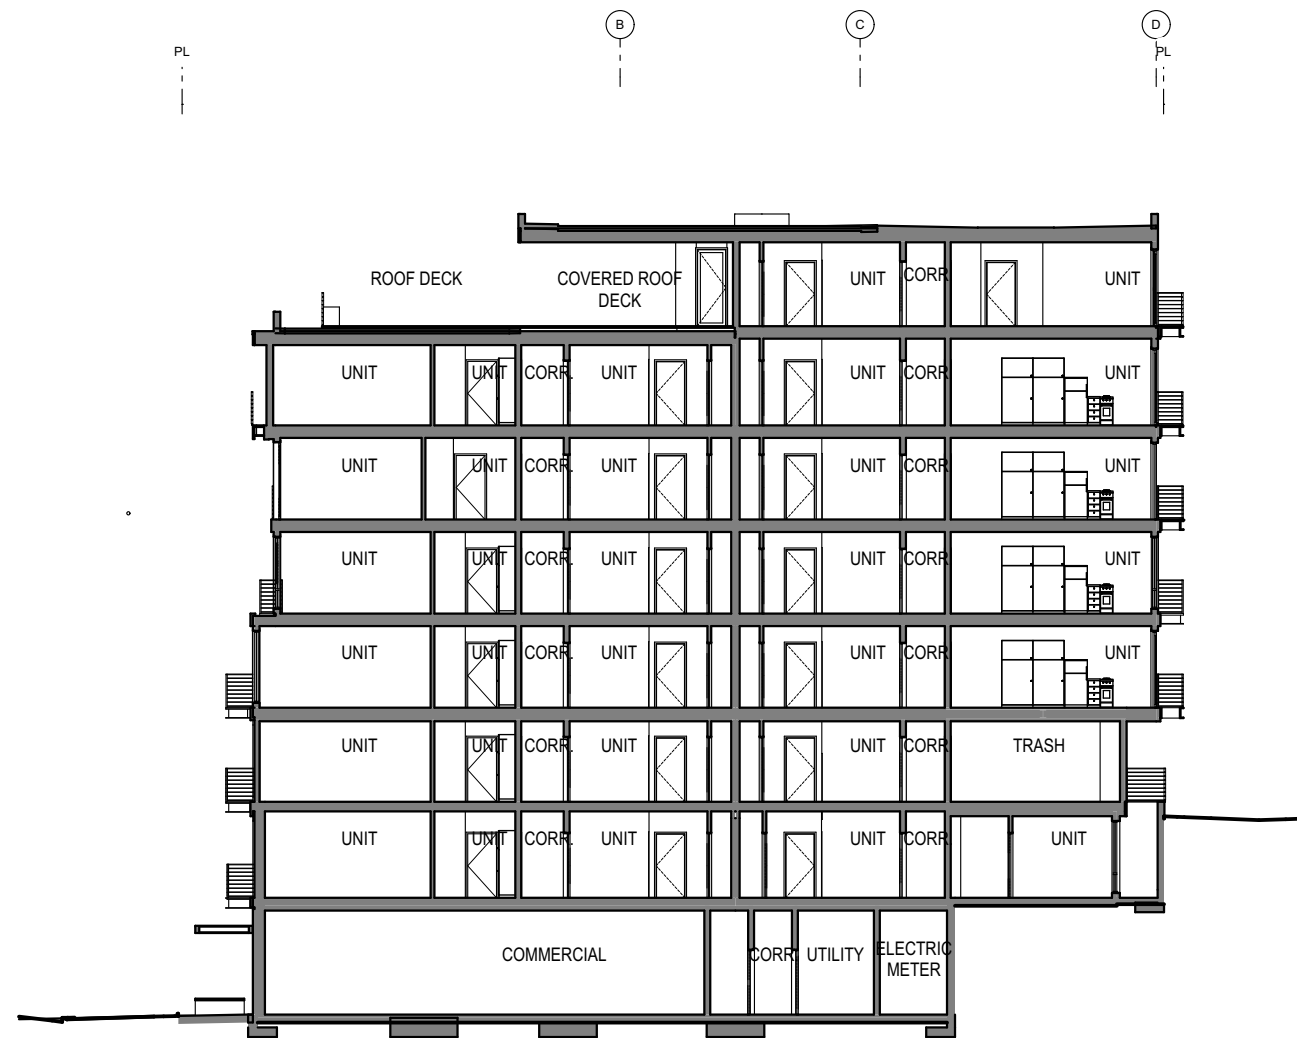 B C D
PL PL
ROOF DECK COVERED ROOF DECK UNIT CORR UNIT
UNIT UNIT CORR. UNIT UNIT CORR UNIT
UNIT UNIT CORR. UNIT UNIT CORR UNIT
UNIT UNIT CORR. UNIT UNIT CORR UNIT
UNIT UNIT CORR. UNIT UNIT CORR UNIT
UNIT UNIT CORR. UNIT UNIT CORR TRASH
UNIT UNIT CORR. UNIT UNIT CORR UNIT
COMMERCIAL CORR. UTILITY ELECTRIC METER